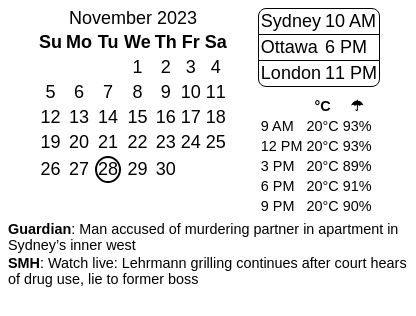 November 2023
Su Mo Tu We Th Fr Sa
1 2 3 4
5 6 7 8 9 10 11
12 13 14 15 16 17 18
19 20 21 22 23 24 25
26 27 28 29 30
Sydney 10 AM
Ottawa 6 PM
London 11 PM
°C ☂
9 AM 20°C 93%
12 PM 20°C 93%
3 PM 20°C 89%
6 PM 20°C 91%
9 PM 20°C 90%
Guardian: Man accused of murdering partner in apartment in
Sydney’s inner west
SMH: Watch live: Lehrmann grilling continues after court hears
of drug use, lie to former boss